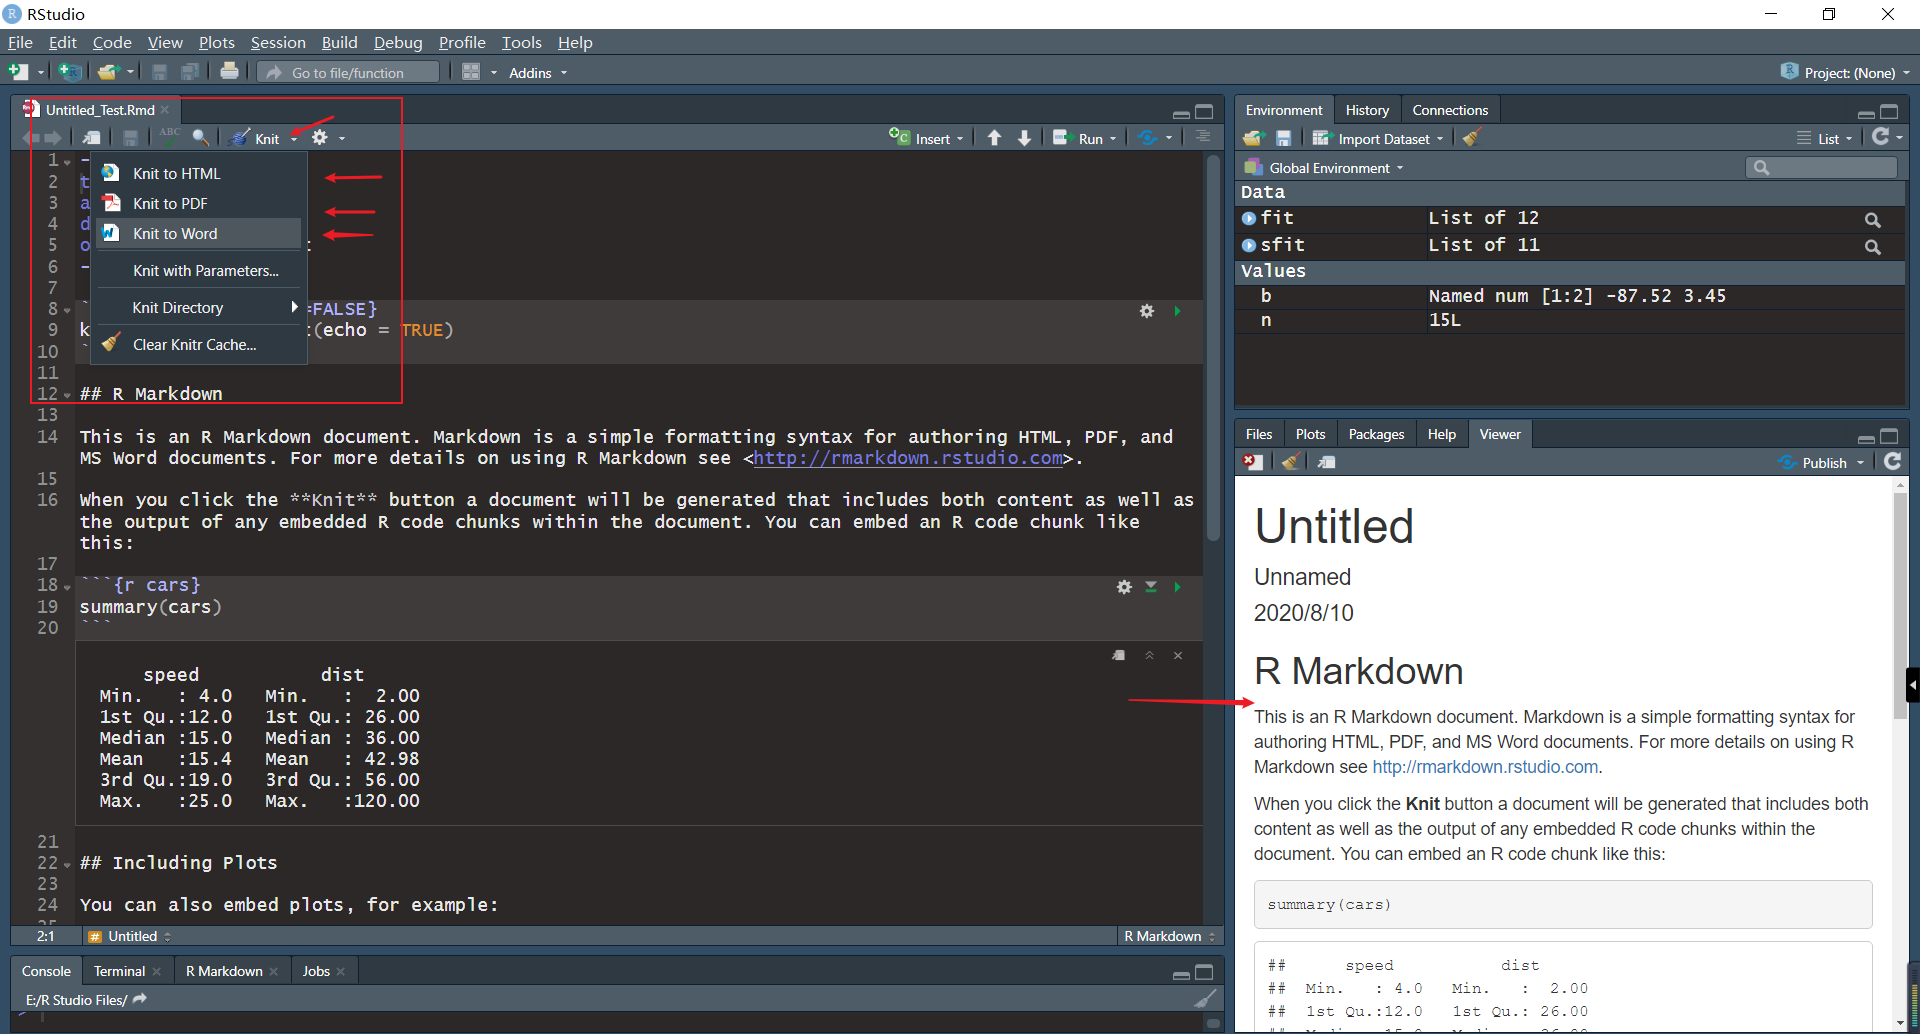 RStudio
File Edit Code View Plots Session Build Debug Profile Tools Help
Go to file/function
Addins
Project: (None)
Untitled_Test.Rmd
ABC
Knit
Insert
Run
Knit to HTML
Knit to PDF
Knit to Word
Knit with Parameters...
Knit Directory
Clear Knitr Cache...
1 -
2 t
3 a
4 d
5 o
6 -
7
8 ` =FALSE}
9 k t(echo = TRUE)
10 `
11
12 ## R Markdown
13
14 This is an R Markdown document. Markdown is a simple formatting syntax for authoring HTML, PDF, and
MS Word documents. For more details on using R Markdown see <http://rmarkdown.rstudio.com>.
15
16 When you click the **Knit** button a document will be generated that includes both content as well as
the output of any embedded R code chunks within the document. You can embed an R code chunk like
this:
17
18 ```{r cars}
19 summary(cars)
20 ```
speed dist
Min. : 4.0 Min. : 2.00
1st Qu.:12.0 1st Qu.: 26.00
Median :15.0 Median : 36.00
Mean :15.4 Mean : 42.98
3rd Qu.:19.0 3rd Qu.: 56.00
Max. :25.0 Max. :120.00
21
22 ## Including Plots
23
24 You can also embed plots, for example:
2:1 # Untitled R Markdown
Console Terminal R Markdown Jobs
E:/R Studio Files/
Environment History Connections
Import Dataset
List
Global Environment
Data
fit List of 12
sfit List of 11
Values
b Named num [1:2] -87.52 3.45
n 15L
Files Plots Packages Help Viewer
Publish
Untitled
Unnamed
2020/8/10
R Markdown
This is an R Markdown document. Markdown is a simple formatting syntax for
authoring HTML, PDF, and MS Word documents. For more details on using R
Markdown see http://rmarkdown.rstudio.com.
When you click the Knit button a document will be generated that includes both
content as well as the output of any embedded R code chunks within the
document. You can embed an R code chunk like this:
summary(cars)
## speed dist
## Min. : 4.0 Min. : 2.00
## 1st Qu.:12.0 1st Qu.: 26.00